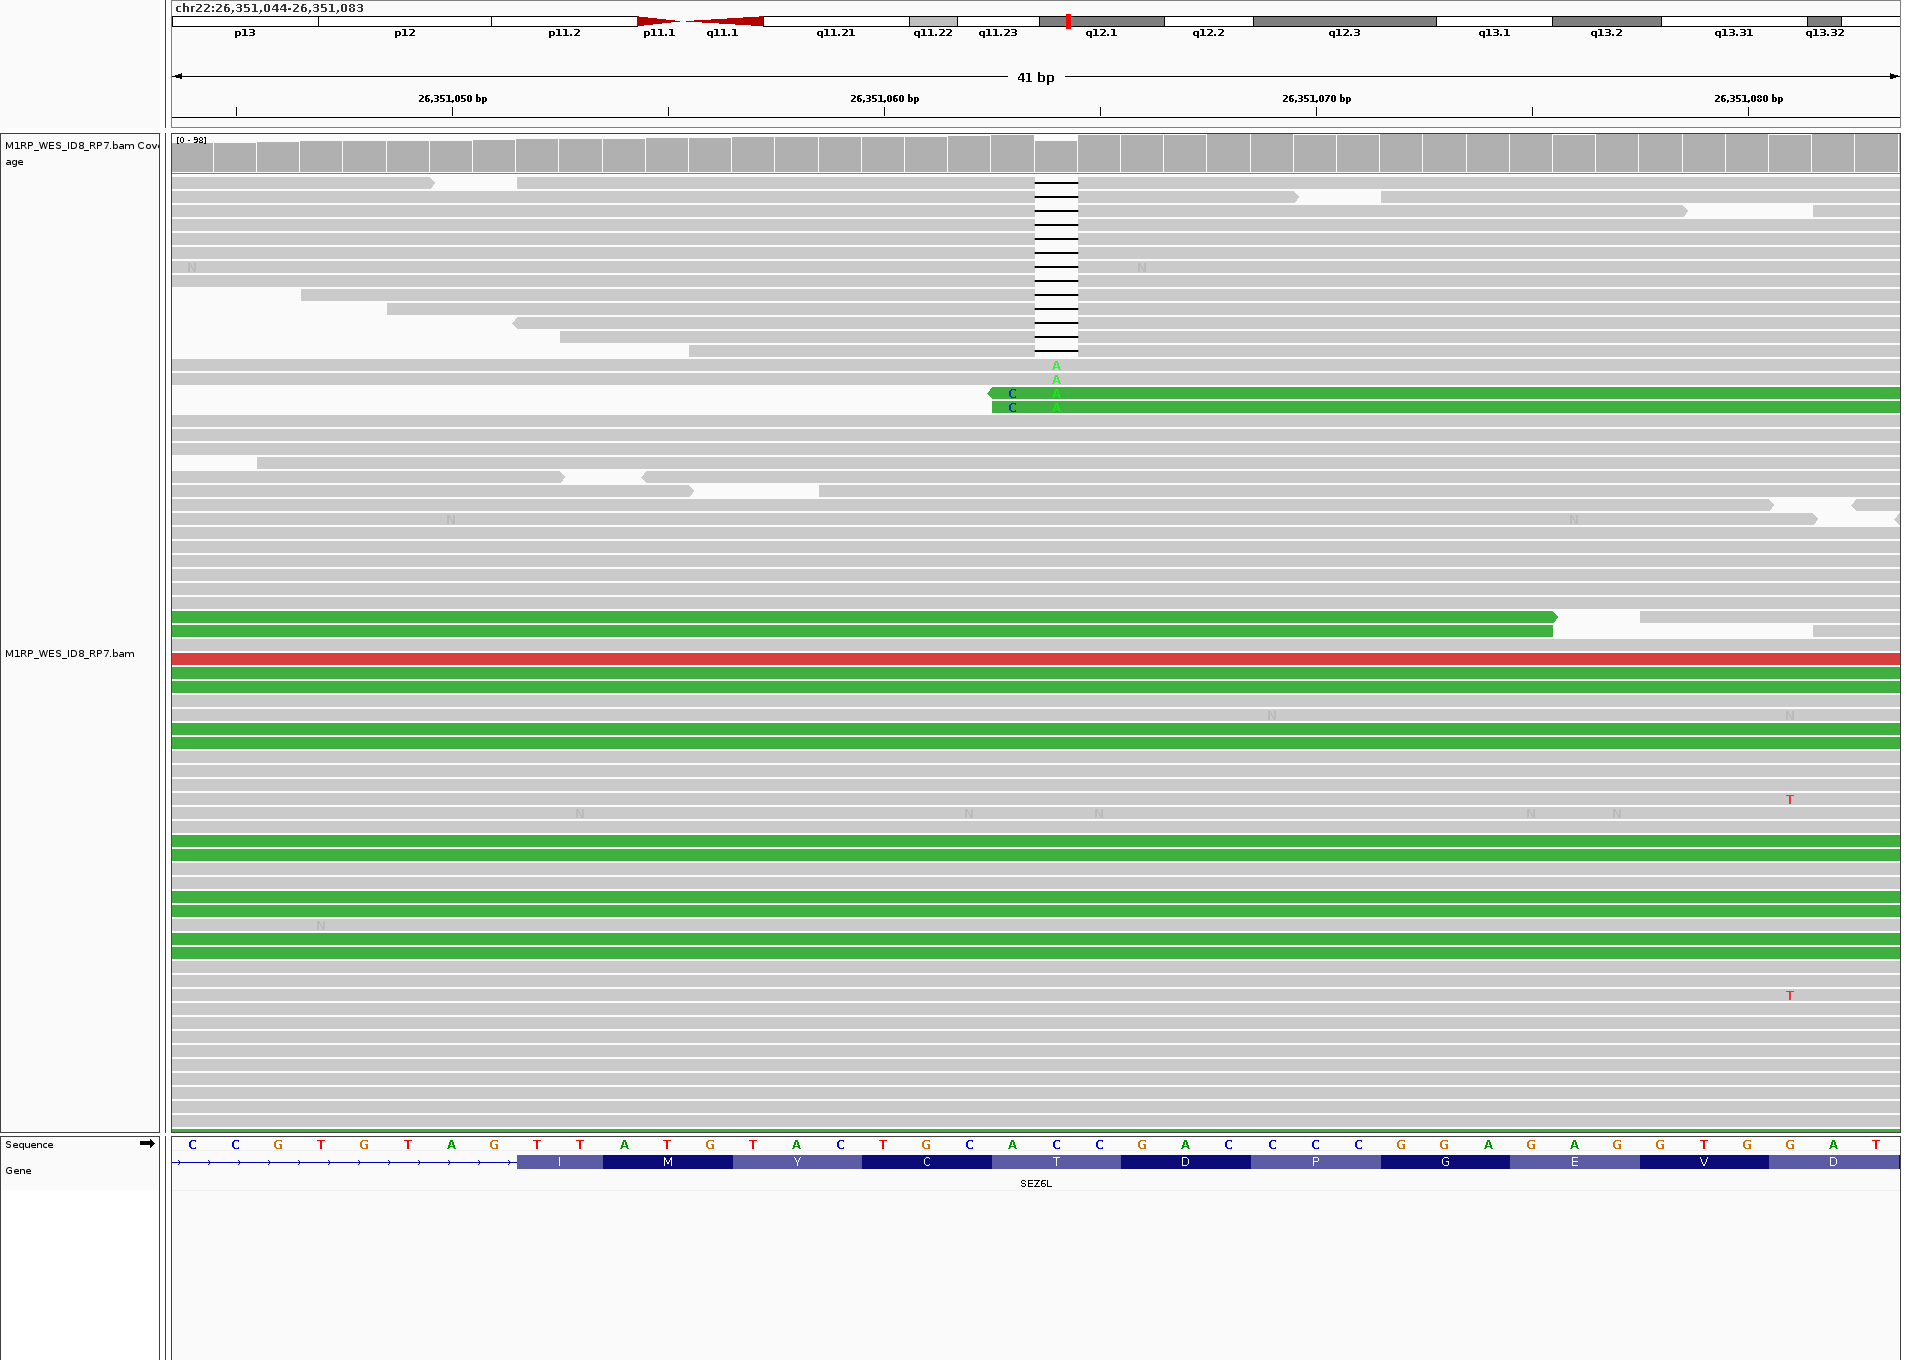 chr22:26,351,044-26,351,083
p13 p12 p11.2 p11.1 q11.1 q11.21 q11.22 q11.23 q12.1 q12.2 q12.3 q13.1 q13.2 q13.31 q13.32
41 bp
26,351,050 bp 26,351,060 bp 26,351,070 bp 26,351,080 bp
M1RP_WES_ID8_RP7.bam Cov
age
[0 - 98]
N N
A
A
C A
C A
N N
M1RP_WES_ID8_RP7.bam
N N
T
N N N N N
N
T
Sequence C C G T G T A G T T A T G T A C T G C A C C G A C C C C G G A G A G G T G G A T
Gene I M Y C T D P G E V D
SEZ6L